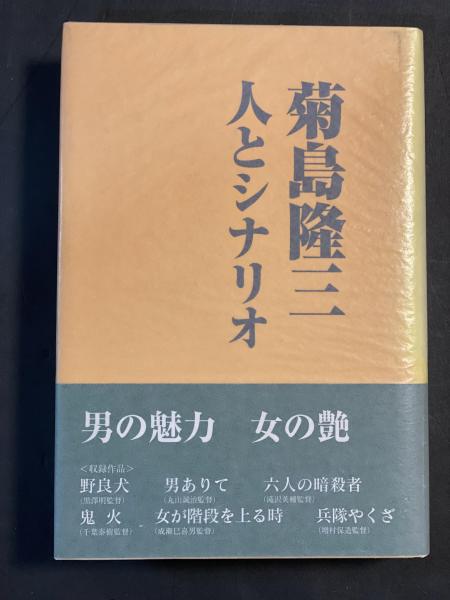 菊島隆三
人とシナリオ
男の魅力　女の艶
<収録作品>
野良犬　男ありて　六人の暗殺者
(黒澤明監督)　(丸山誠治監督)　(滝沢英輔監督)
鬼火　女が階段を上る時　兵隊やくざ
(千葉泰樹監督)　(成瀬巳喜男監督)　(増村保造監督)